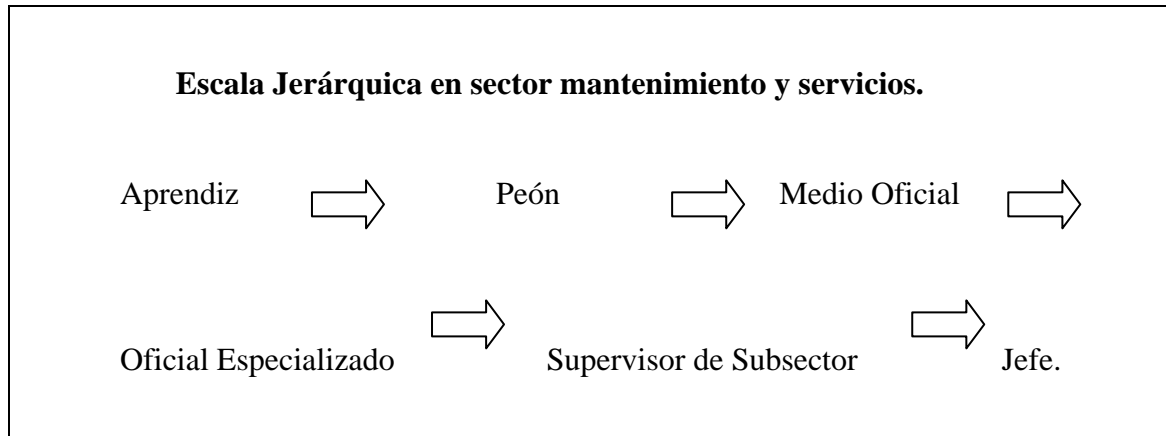 Escala Jerárquica en sector mantenimiento y servicios.
Aprendiz Peón Medio Oficial
Oficial Especializado Supervisor de Subsector Jefe.